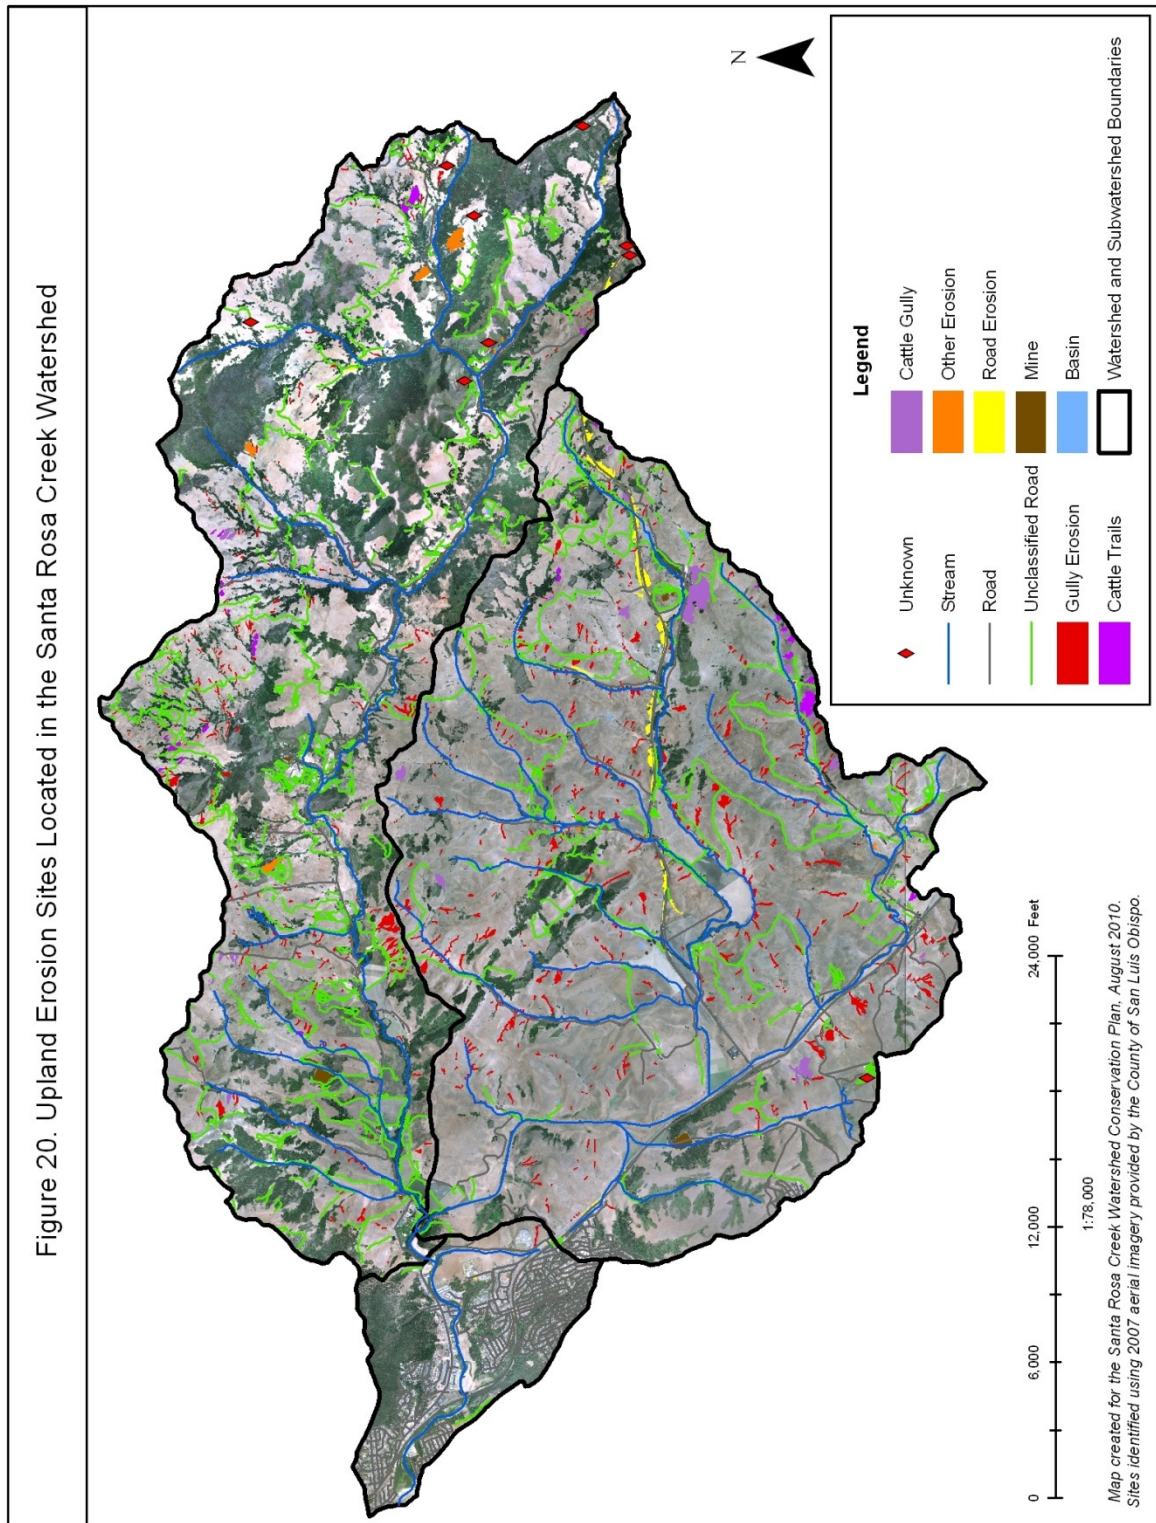 Figure 20. Upland Erosion Sites Located in the Santa Rosa Creek Watershed
N
Legend
Unknown
Stream
Road
Unclassified Road
Gully Erosion
Cattle Trails
Cattle Gully
Other Erosion
Road Erosion
Mine
Basin
Watershed and Subwatershed Boundaries
0 6,000 12,000 24,000 Feet
1:78,000
Map created for the Santa Rosa Creek Watershed Conservation Plan, August 2010.
Sites identified using 2007 aerial imagery provided by the County of San Luis Obispo.